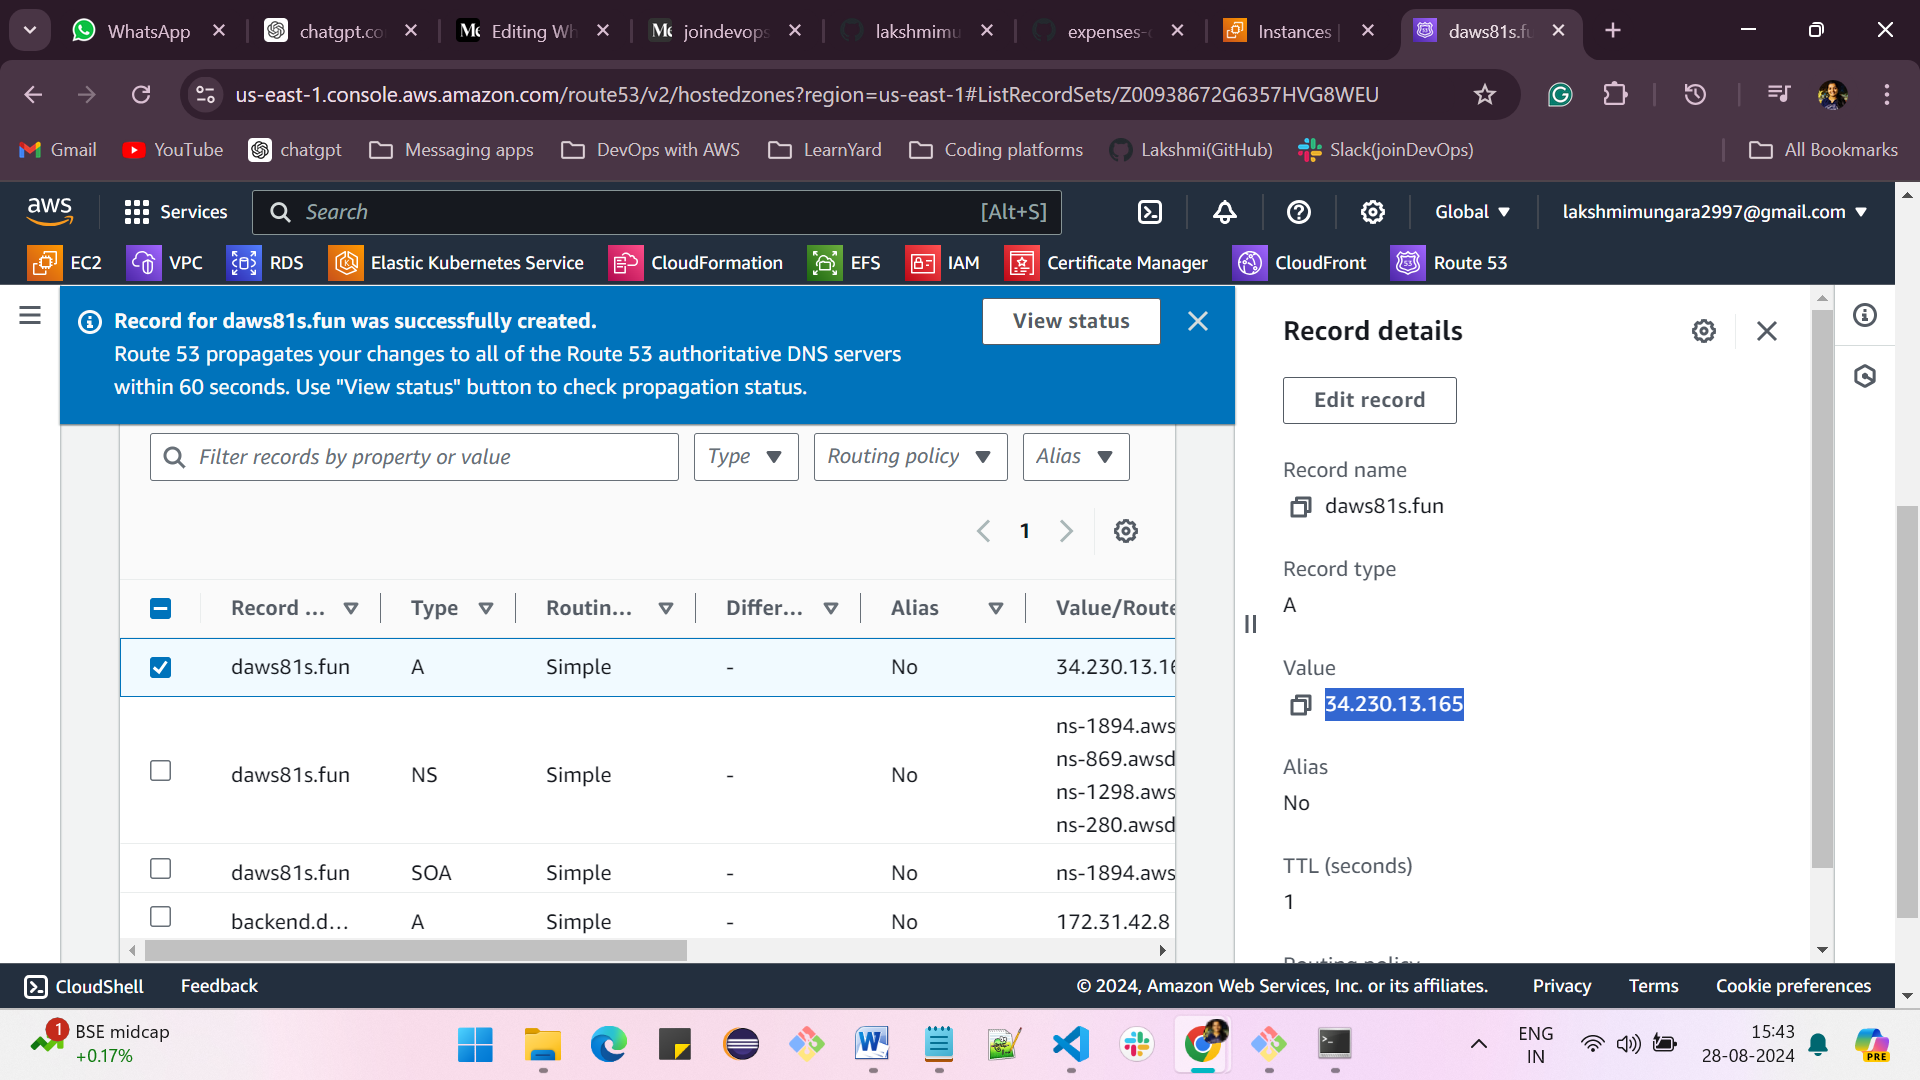 WhatsApp
chatgpt.co
Editing Wh
joindevops
lakshmimu
expenses-
Instances |
daws81s.fu
us-east-1.console.aws.amazon.com/route53/v2/hostedzones?region=us-east-1#ListRecordSets/Z00938672G6357HVG8WEU
Gmail
YouTube
chatgpt
Messaging apps
DevOps with AWS
LearnYard
Coding platforms
Lakshmi(GitHub)
Slack(joinDevOps)
All Bookmarks
aws
Services
Search
[Alt+S]
Global
lakshmimungara2997@gmail.com
EC2
VPC
RDS
Elastic Kubernetes Service
CloudFormation
EFS
IAM
Certificate Manager
CloudFront
Route 53
Record for daws81s.fun was successfully created.
Route 53 propagates your changes to all of the Route 53 authoritative DNS servers
within 60 seconds. Use "View status" button to check propagation status.
View status
Filter records by property or value
Type
Routing policy
Alias
1
Record ...
Type
Routin...
Differ...
Alias
Value/Route
daws81s.fun A Simple - No 34.230.13.16
daws81s.fun NS Simple - No
ns-1894.aws
ns-869.awsd
ns-1298.aws
ns-280.awsd
daws81s.fun SOA Simple - No ns-1894.aws
backend.d... A Simple - No 172.31.42.8
Record details
Edit record
Record name
daws81s.fun
Record type
A
Value
34.230.13.165
Alias
No
TTL (seconds)
1
Routing policy
CloudShell
Feedback
© 2024, Amazon Web Services, Inc. or its affiliates.
Privacy
Terms
Cookie preferences
1
BSE midcap
+0.17%
ENG
IN
15:43
28-08-2024
PRE